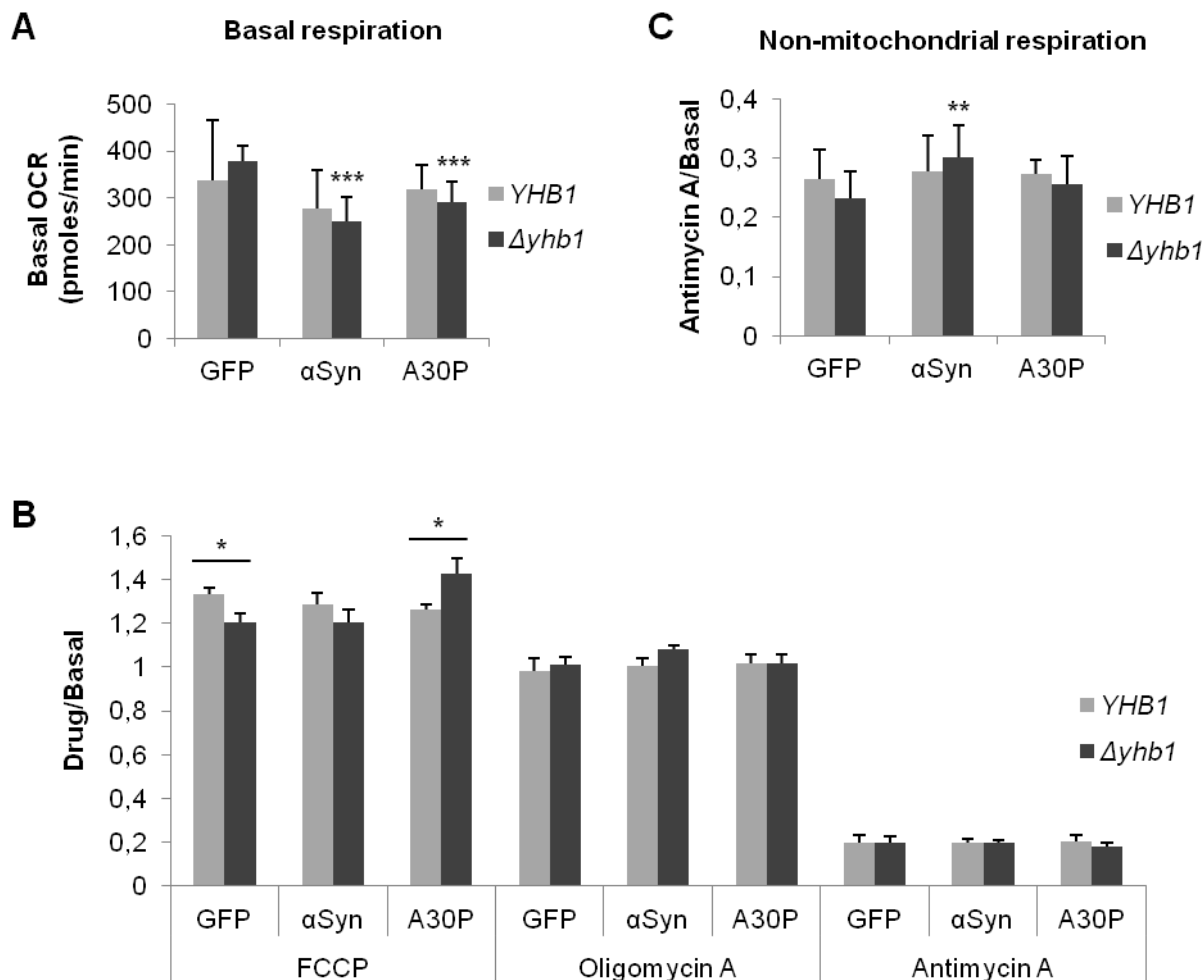 A
Basal respiration
Basal OCR
(pmoles/min)
500
400
300
200
100
0
***
***
GFP
αSyn
A30P
YHB1
Δyhb1
C
Non-mitochondrial respiration
Antimycin A/Basal
0,4
0,3
0,2
0,1
0
**
GFP
αSyn
A30P
YHB1
Δyhb1
B
Drug/Basal
1,6
1,4
1,2
1
0,8
0,6
0,4
0,2
0
*
*
YHB1
Δyhb1
GFP αSyn A30P GFP αSyn A30P GFP αSyn A30P
FCCP Oligomycin A Antimycin A